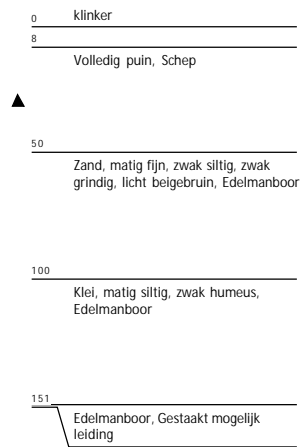 0 klinker
8
Volledig puin, Schep
50
Zand, matig fijn, zwak siltig, zwak
grindig, licht beigebruin, Edelmanboor
100
Klei, matig siltig, zwak humeus,
Edelmanboor
151
Edelmanboor, Gestaakt mogelijk
leiding